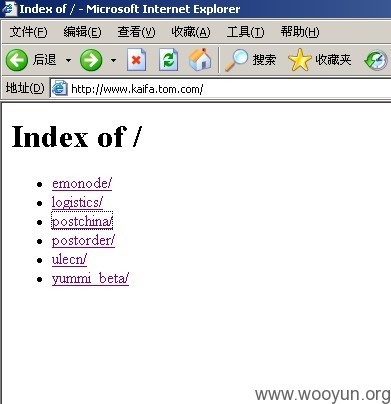 Index of / - Microsoft Internet Explorer
文件(F) 编辑(E) 查看(V) 收藏(A) 工具(T) 帮助(H)
后退 搜索 收藏夹
地址(D) http://www.kaifa.tom.com/
Index of /
emonode/
logistics/
postchina/
postorder/
ulecn/
yummi_beta/
www.wooyun.org